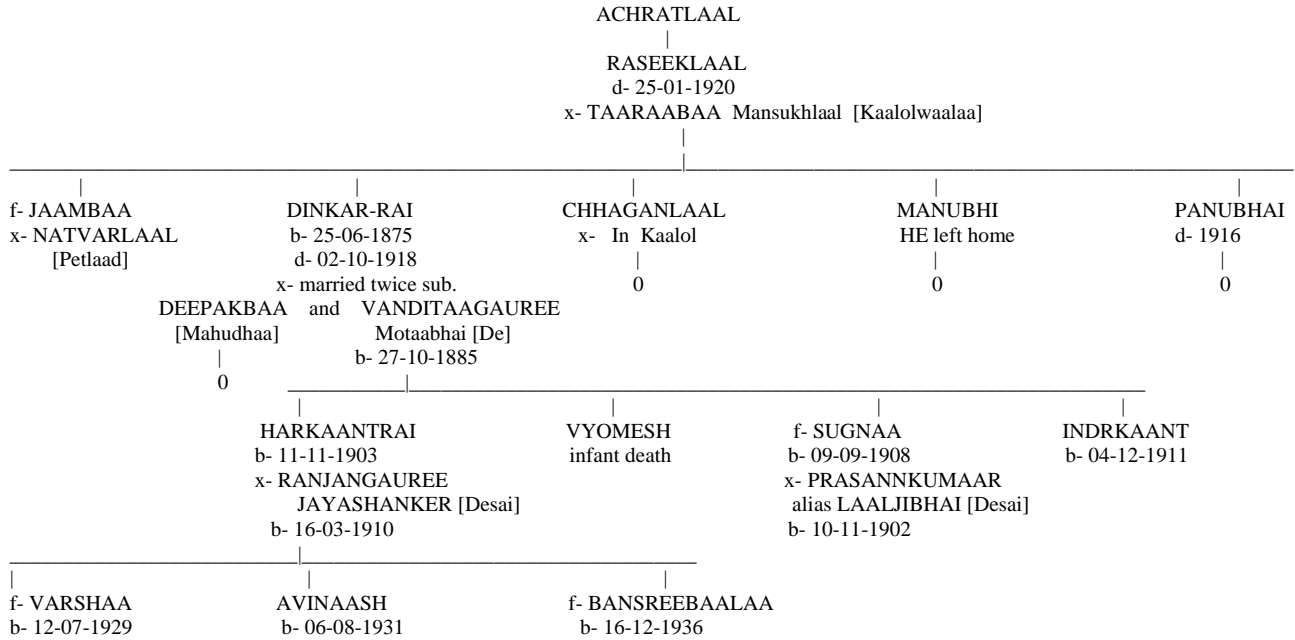 ACHRATLAAL
RASEEKLAAL
d- 25-01-1920
x- TAARAABAA Mansukhlaal [Kaalolwaalaa]
f- JAAMBAA DINKAR-RAI CHHAGANLAAL MANUBHI PANUBHAI
x- NATVARLAAL b- 25-06-1875 x- In Kaalol HE left home d- 1916
[Petlaad] d- 02-10-1918
x- married twice sub. 0 0 0
DEEPAKBAA and VANDITAAGAUREE
[Mahudhaa] Motaabhai [De]
b- 27-10-1885
0
HARKAANTRAI VYOMESH f- SUGNAA INDRKAANT
b- 11-11-1903 infant death b- 09-09-1908 b- 04-12-1911
x- RANJANGAUREE x- PRASANNKUMAAR
JAYASHANKER [Desai] alias LAALJIBHAI [Desai]
b- 16-03-1910 b- 10-11-1902
f- VARSHAA AVINAASH f- BANSREEBAALAA
b- 12-07-1929 b- 06-08-1931 b- 16-12-1936